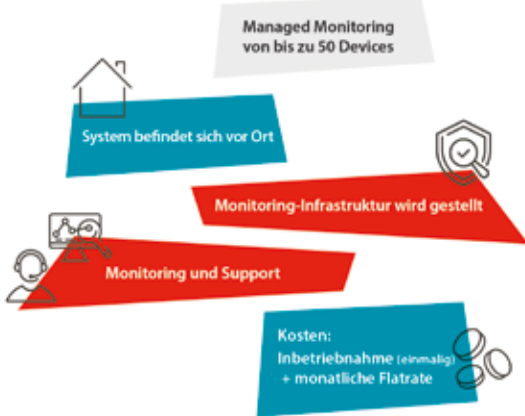 Managed Monitoring
von bis zu 50 Devices
System befindet sich vor Ort
Monitoring-Infrastruktur wird gestellt
Monitoring und Support
Kosten:
Inbetriebnahme (einmalig)
+ monatliche Flatrate